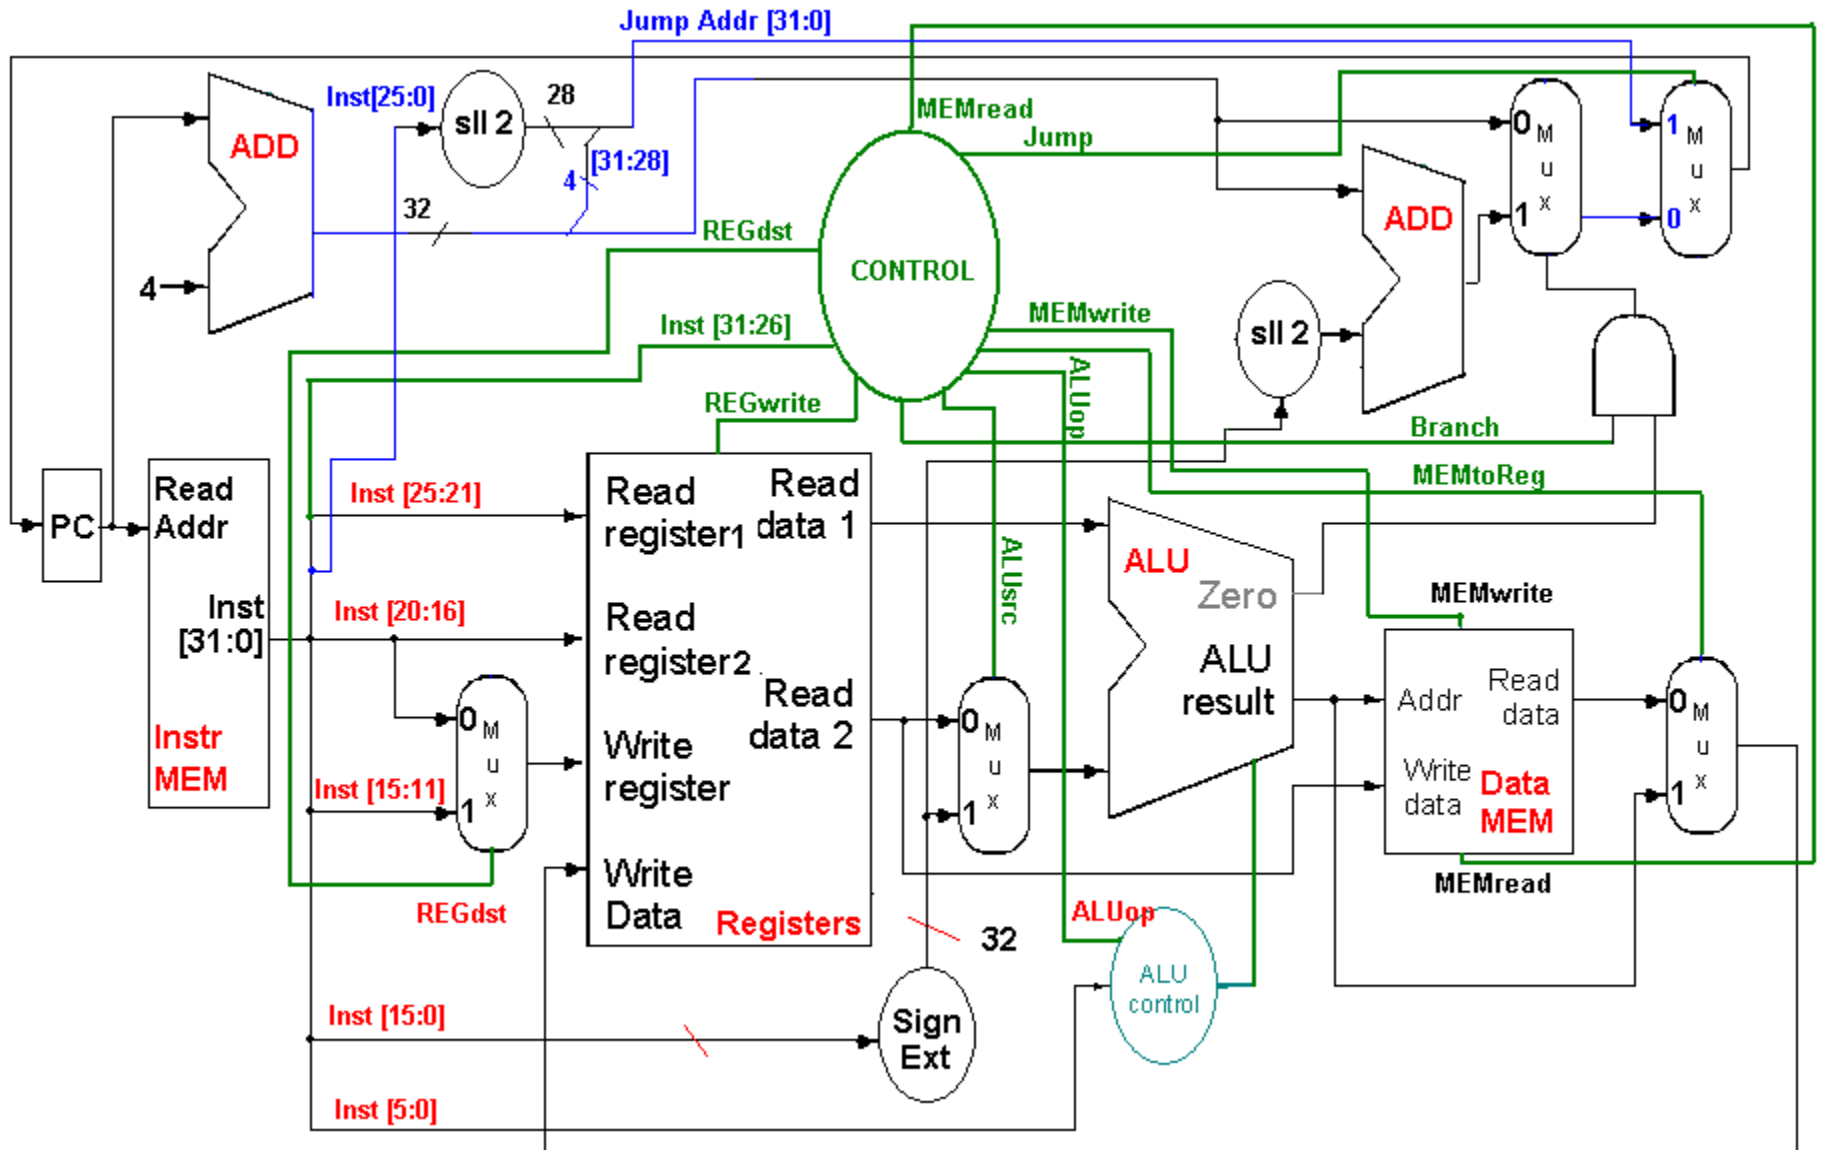 Jump Addr [31:0]
Inst[25:0]
sll 2
28
MEMread
Jump
ADD
[31:28]
4
32
REGdst
4
CONTROL
0
M
u
x
1
1
M
u
x
0
ADD
sll 2
Inst [31:26]
MEMwrite
ALUop
REGwrite
Branch
MEMtoReg
PC
Read
Addr
Inst
[31:0]
Instr
MEM
Inst [25:21]
Inst [20:16]
Inst [15:11]
0
M
u
x
1
REGdst
Read
register1
Read
data 1
Read
register2
Read
data 2
Write
register
Write
Data
Registers
ALUsrc
0
M
u
x
1
ALU
Zero
ALU
result
MEMwrite
Addr
Read
data
Write
data
Data
MEM
MEMread
0
M
u
x
1
32
ALUop
ALU
control
Inst [15:0]
Sign
Ext
Inst [5:0]